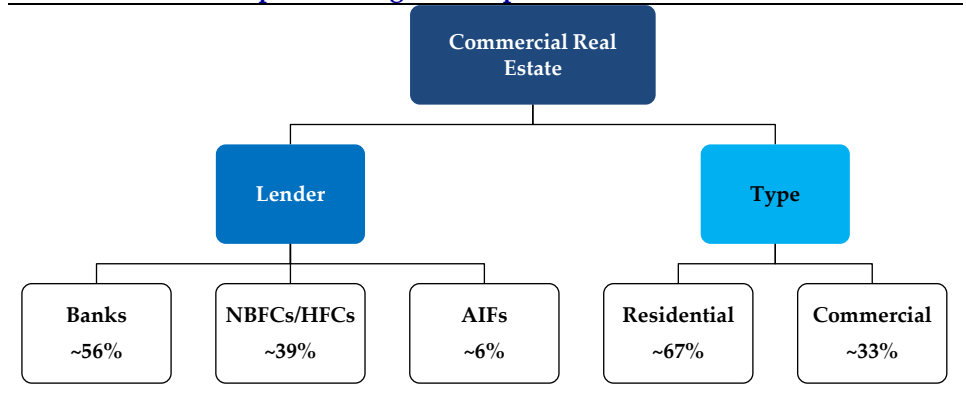 Commercial Real
Estate
Lender
Type
Banks
~56%
NBFCs/HFCs
~39%
AIFs
~6%
Residential
~67%
Commercial
~33%